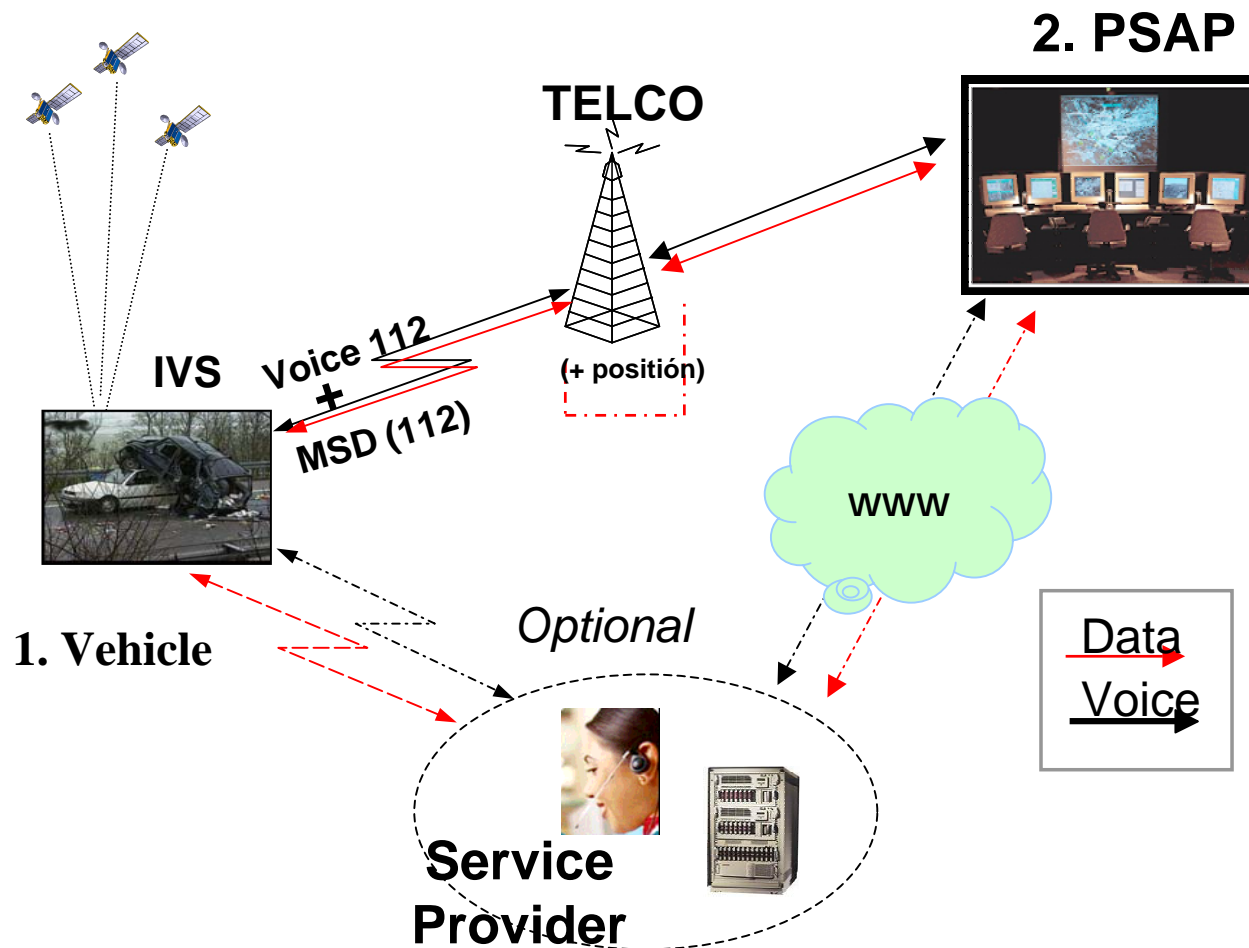 2. PSAP
TELCO
IVS
Voice 112
+
MSD (112)
(+ positión)
www
1. Vehicle
Optional
Data
Voice
Service
Provider